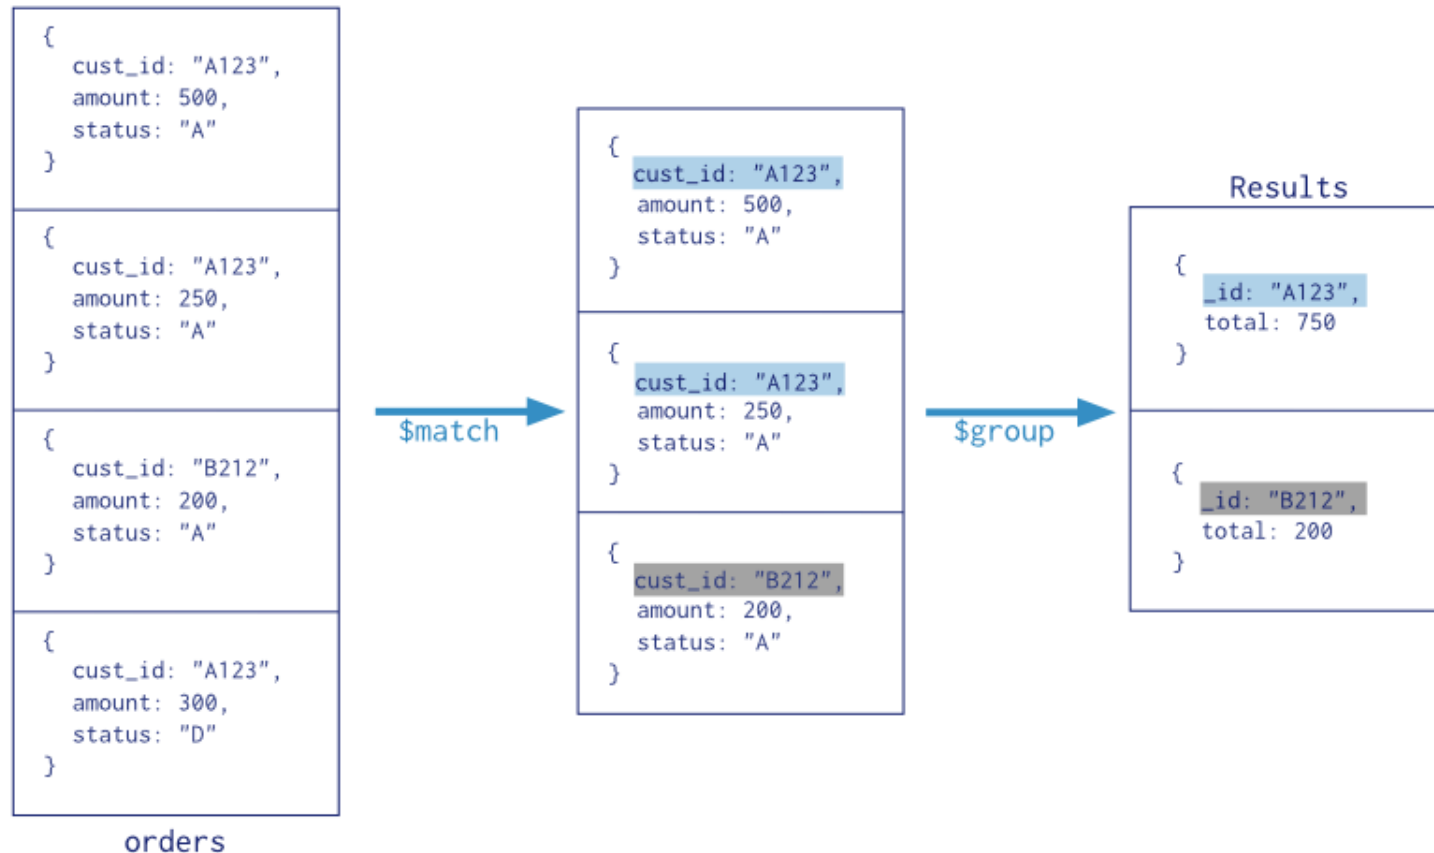 {
cust_id: "A123",
amount: 500,
status: "A"
}
{
cust_id: "A123",
amount: 250,
status: "A"
}
{
cust_id: "B212",
amount: 200,
status: "A"
}
{
cust_id: "A123",
amount: 300,
status: "D"
}
orders
$match
{
cust_id: "A123",
amount: 500,
status: "A"
}
{
cust_id: "A123",
amount: 250,
status: "A"
}
{
cust_id: "B212",
amount: 200,
status: "A"
}
$group
Results
{
_id: "A123",
total: 750
}
{
_id: "B212",
total: 200
}